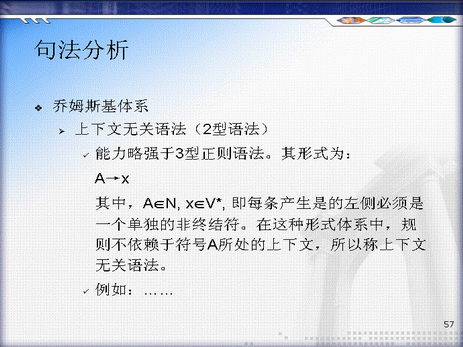 句法分析
❖ 乔姆斯基体系
➢ 上下文无关语法（2型语法）
✓ 能力略强于3型正则语法。其形式为：
A→x
其中，A∈N, x∈V*, 即每条产生是的左侧必须是
一个单独的非终结符。在这种形式体系中，规
则不依赖于符号A所处的上下文，所以称上下文
无关语法。
✓ 例如：……
57